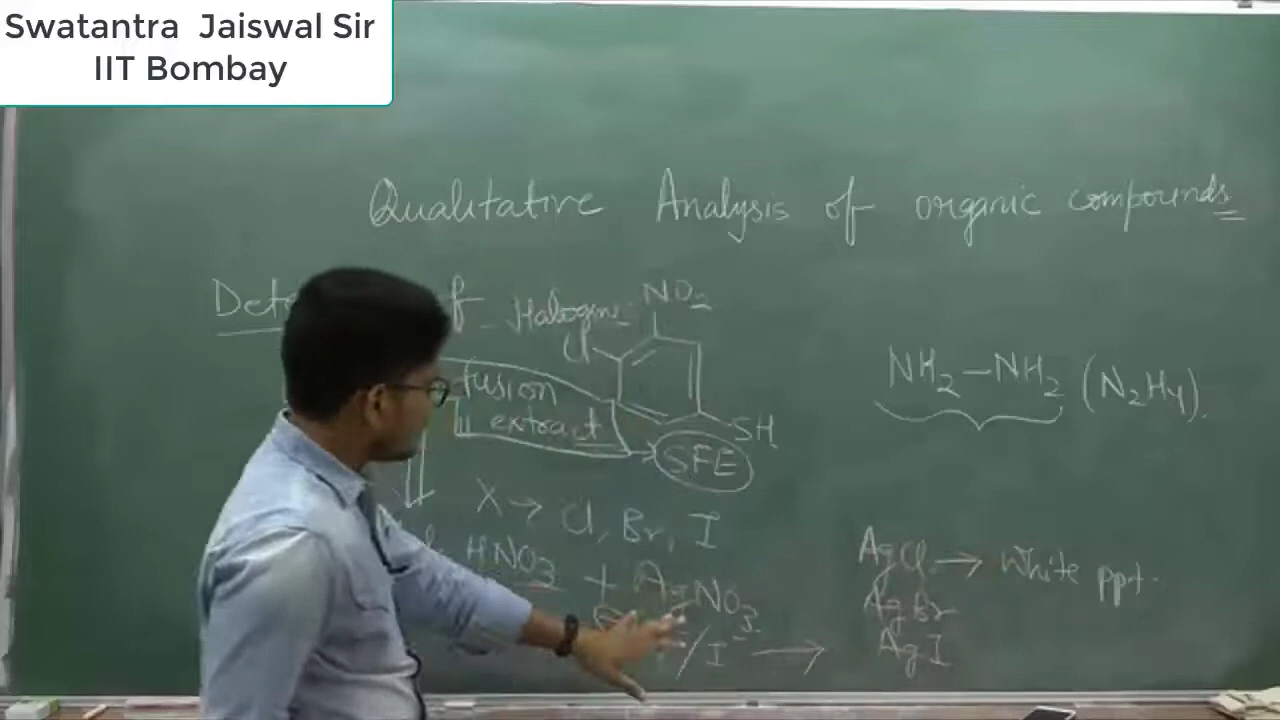 Swatantra Jaiswal Sir
IIT Bombay
Qualitative Analysis of organic compounds
Halogens
NO2
Cl
SH
fusion
extract
SFE
NH2-NH2 (N2H4).
X → Cl, Br, I
HNO3 + AgNO3
/I →
AgCl → White ppt.
AgBr
AgI